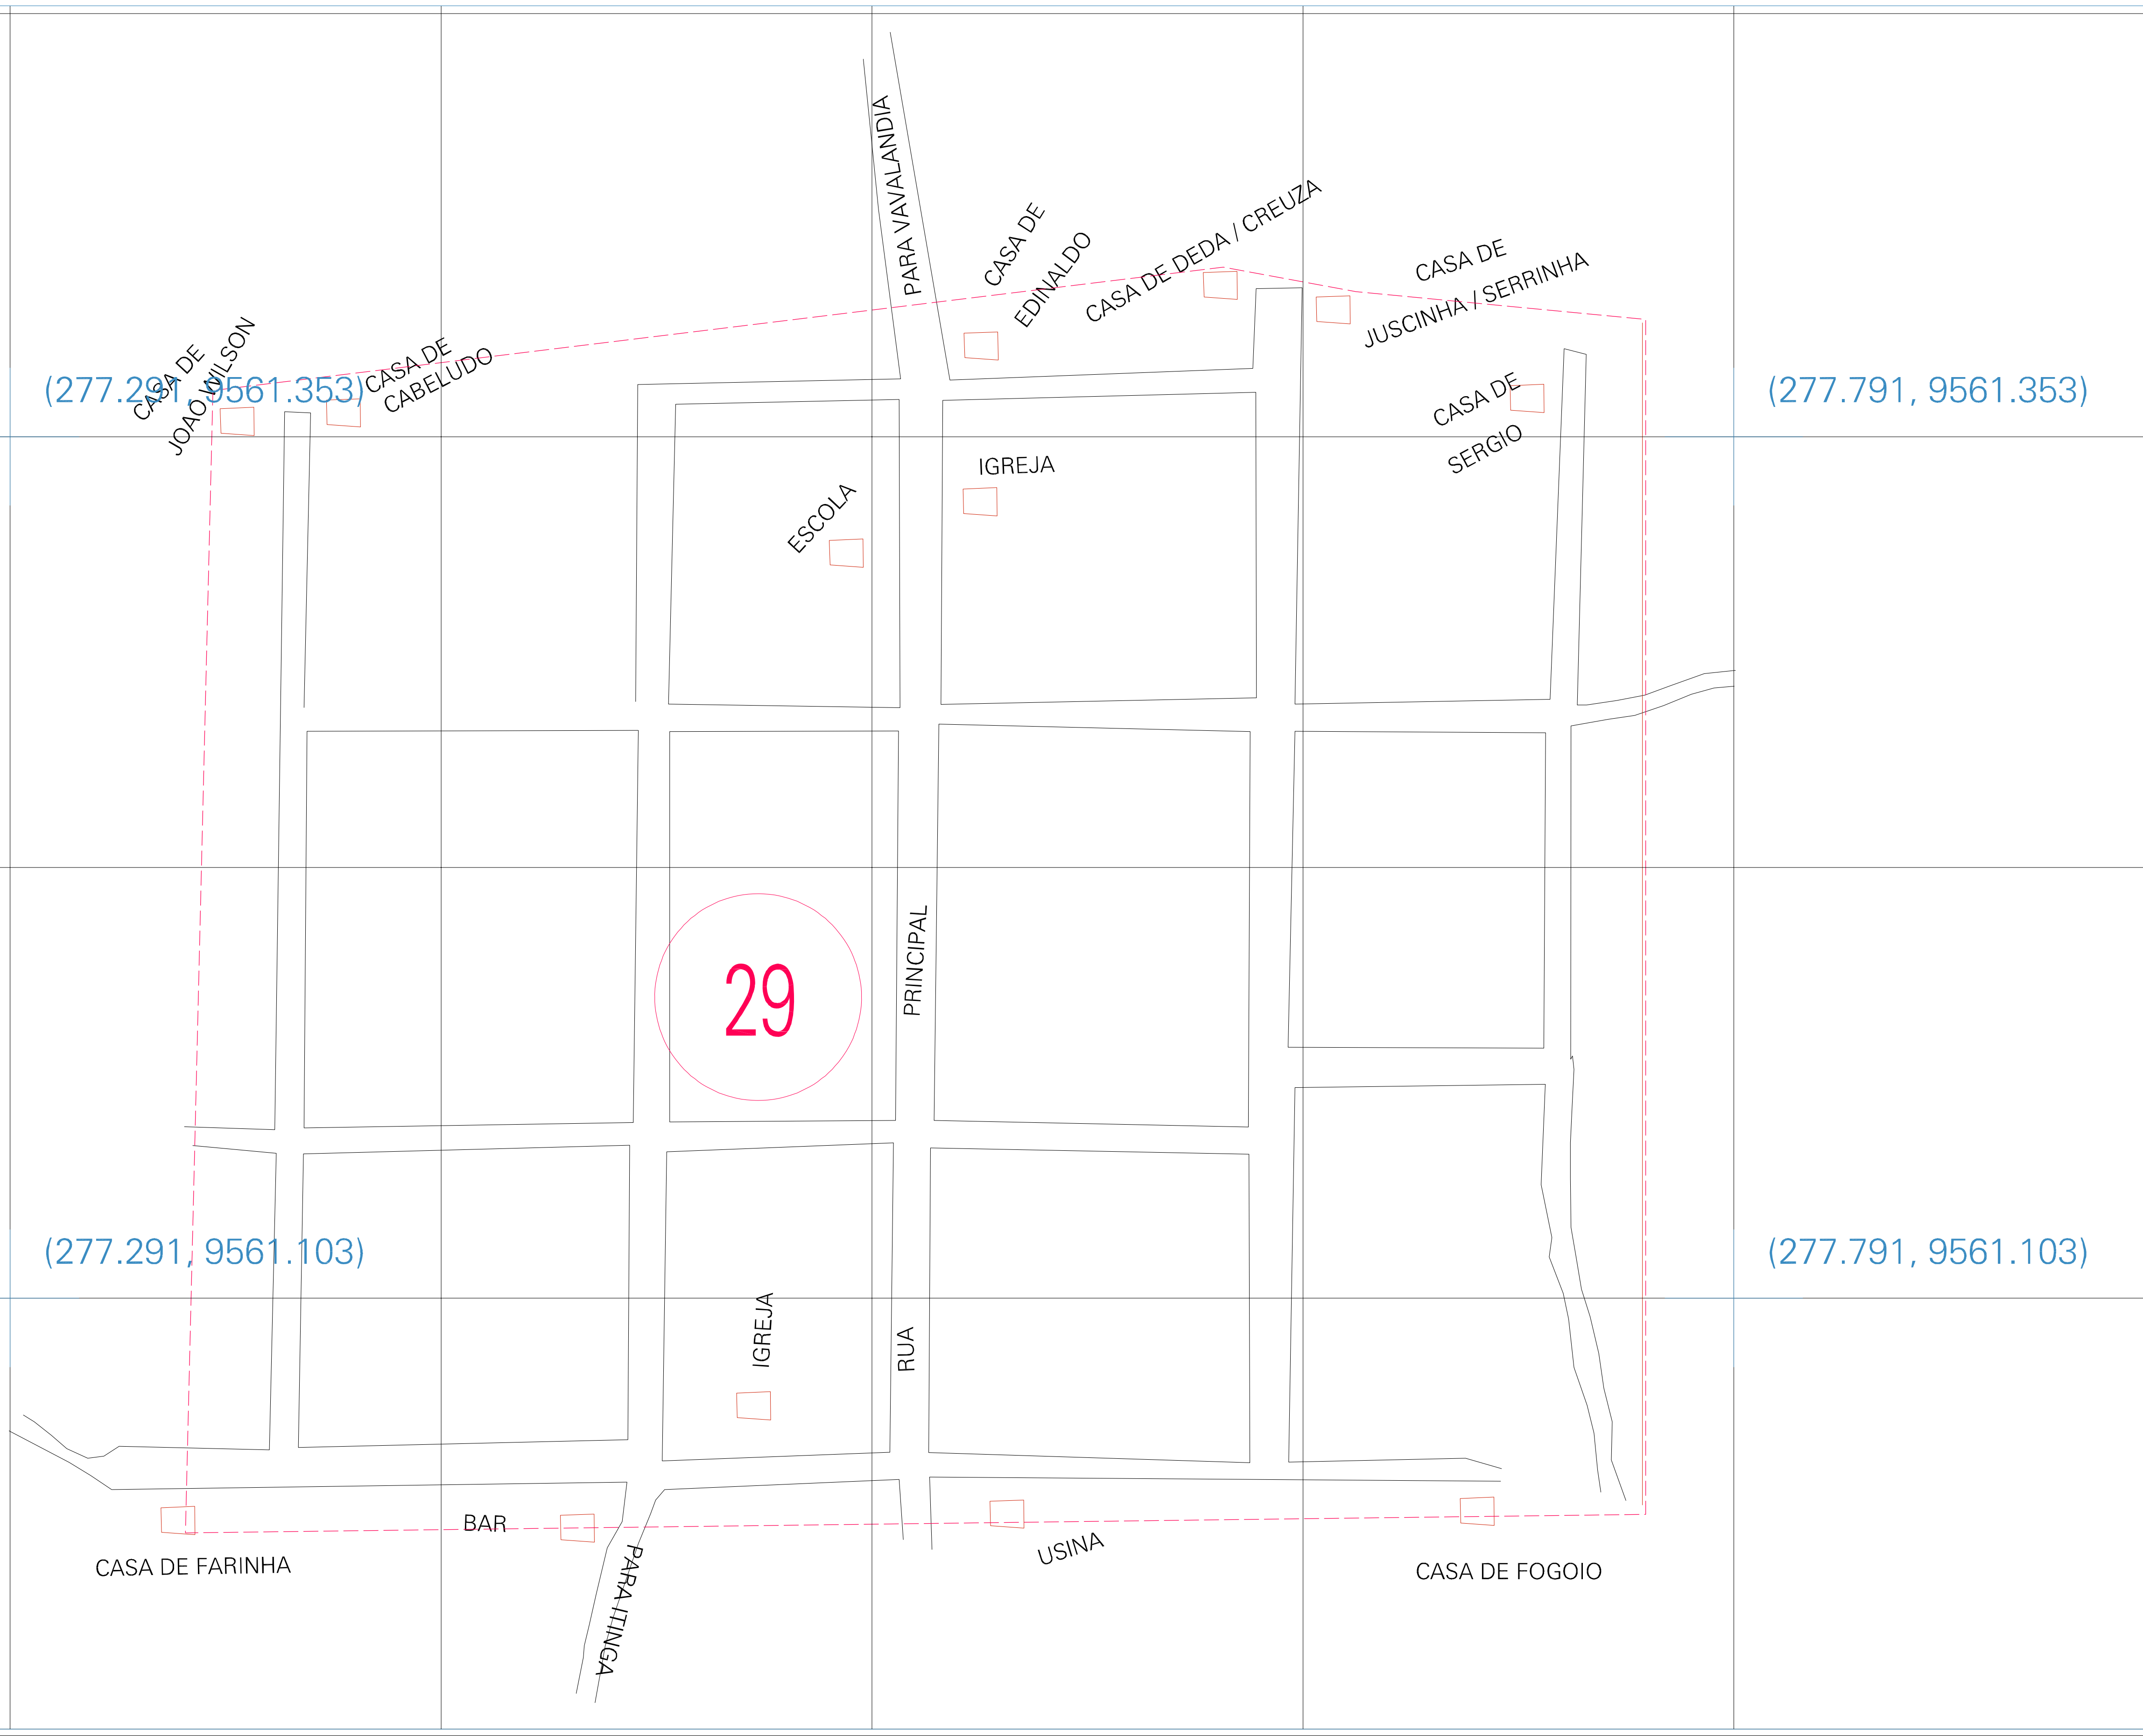 PARA VAVALANDIA
CASA DE
EDINALDO
CASA DE DEDA / CREUZA
CASA DE
JUSCINHA / SERRINHA
CASA DE
JOAO WILSON
CASA DE
CABELUDO
(277.291, 9561.353)
(277.791, 9561.353)
CASA DE
SERGIO
IGREJA
ESCOLA
PRINCIPAL
29
(277.291, 9561.103)
(277.791, 9561.103)
IGREJA
RUA
BAR
USINA
CASA DE FARINHA
CASA DE FOGOIO
PARA ITINGA